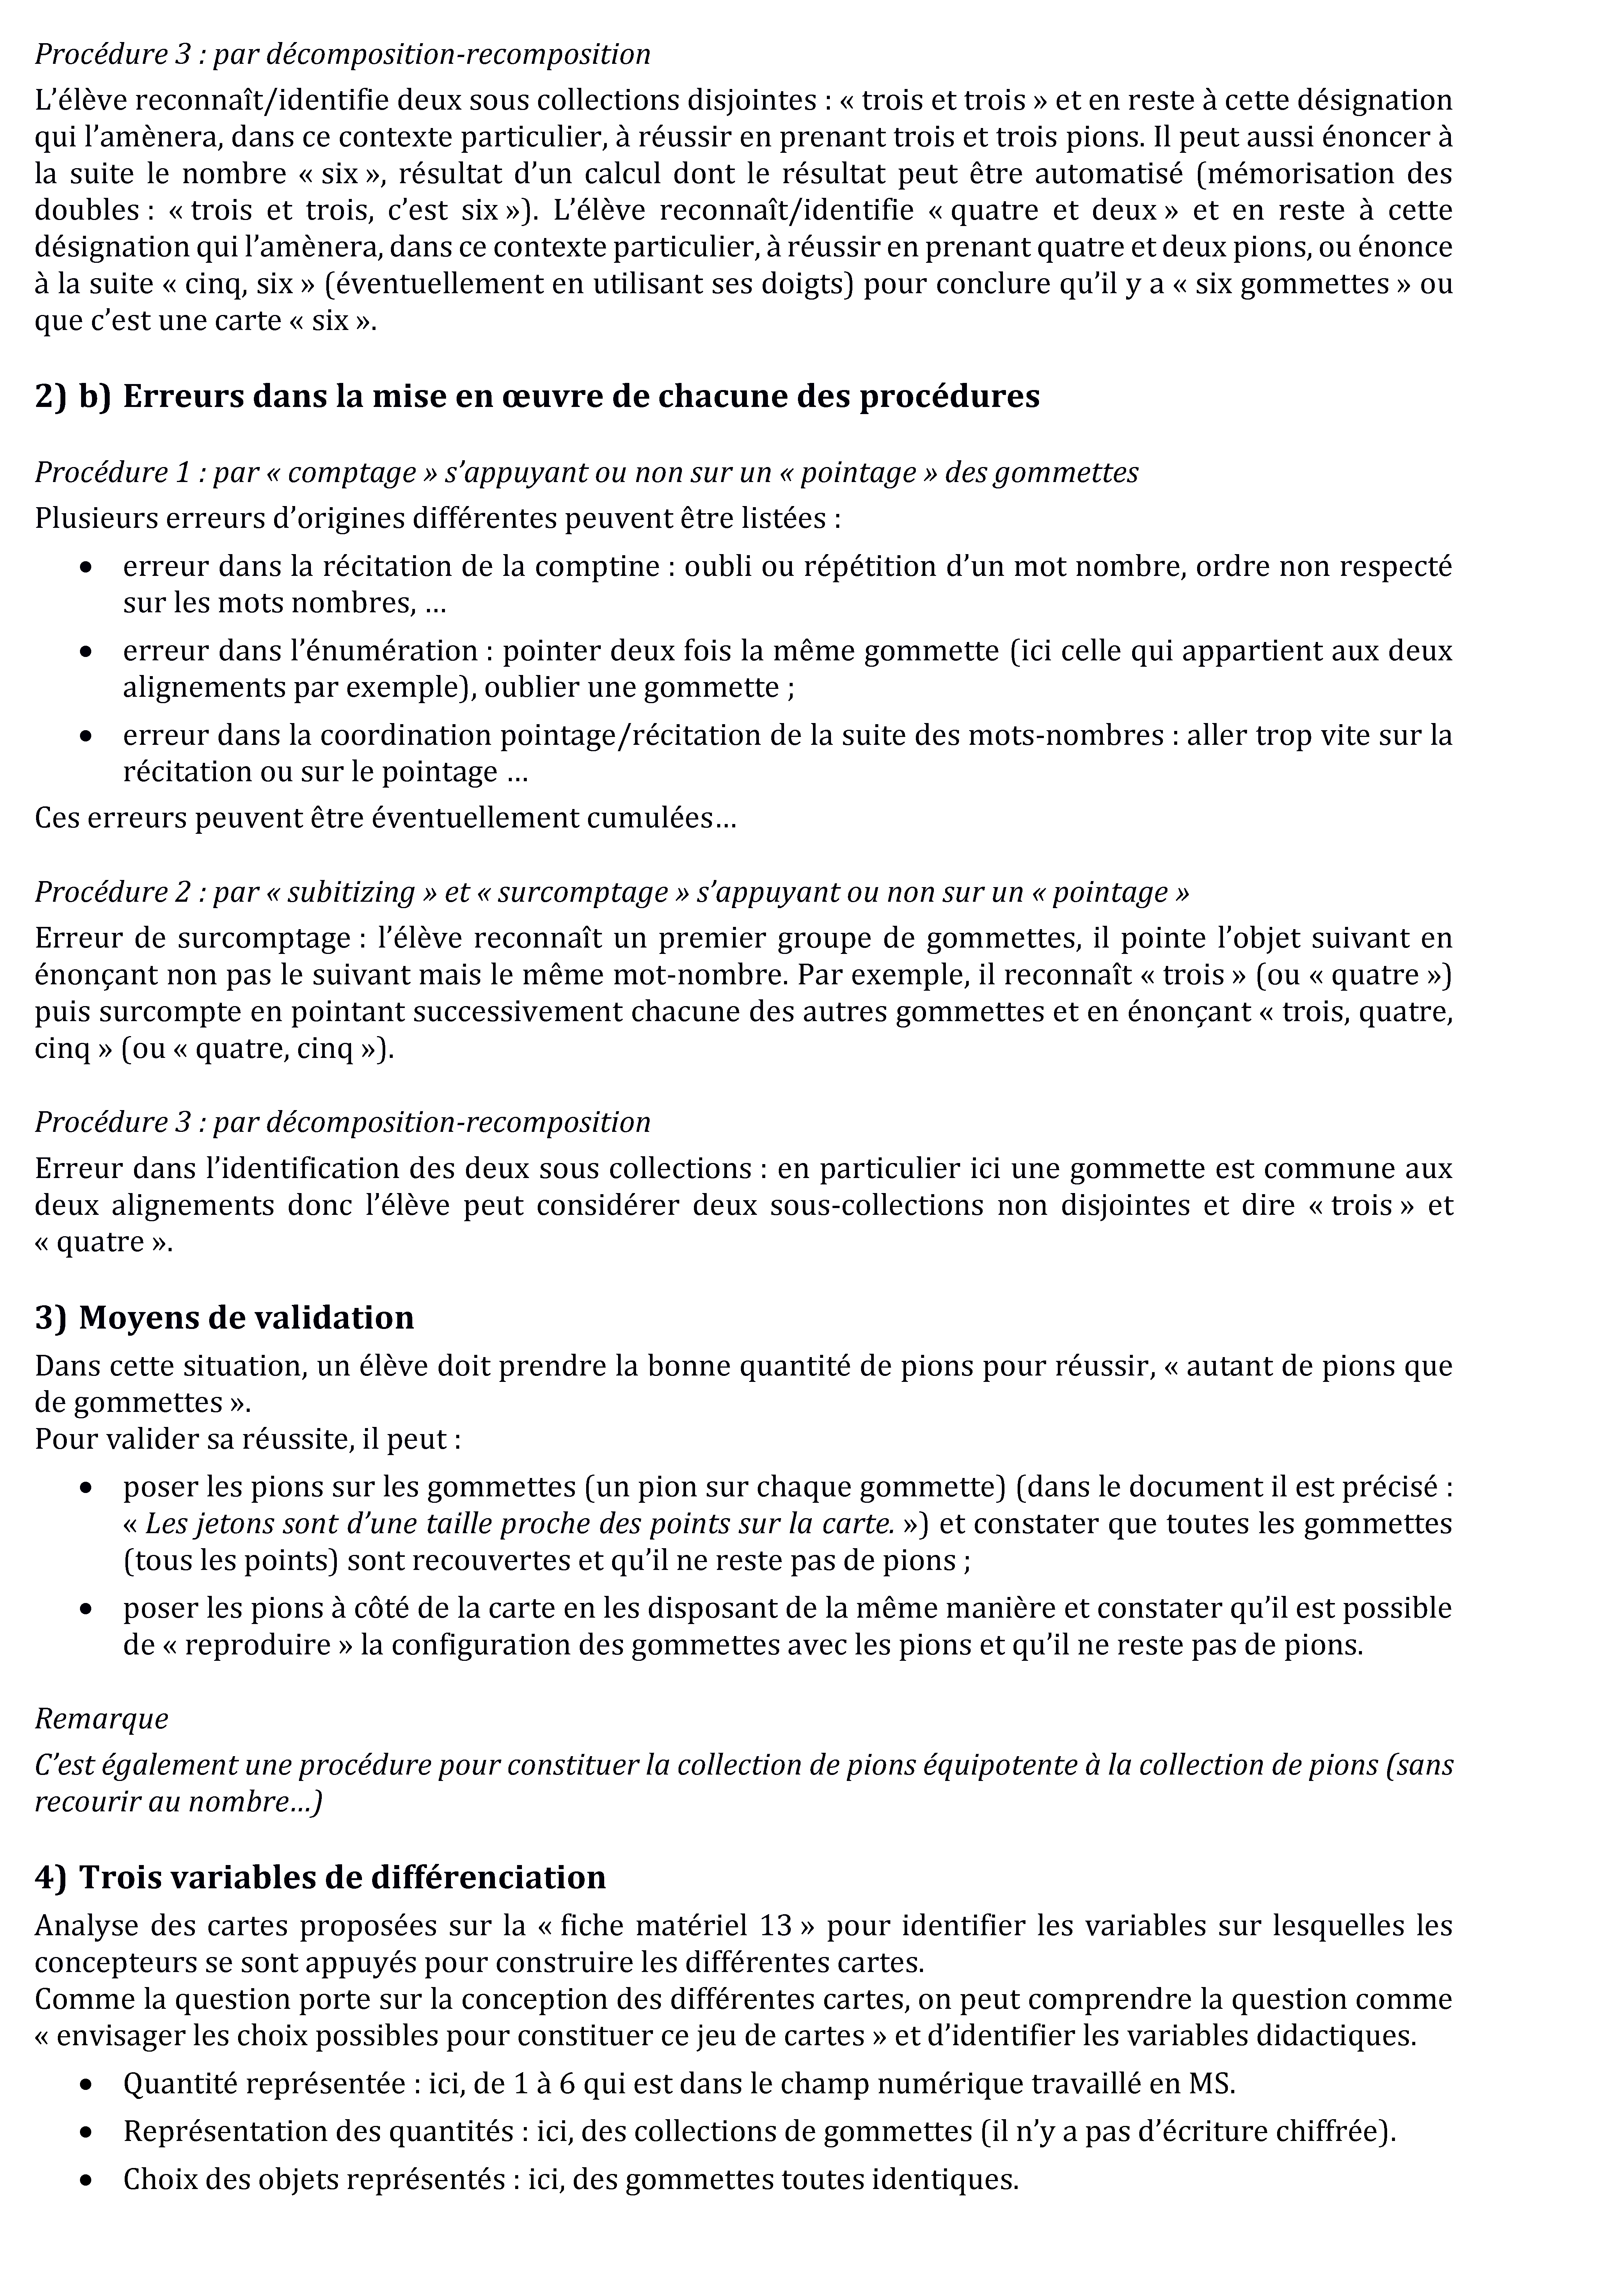 Procédure 3 : par décomposition-recomposition
L’élève reconnaît/identifie deux sous collections disjointes : « trois et trois » et en reste à cette désignation
qui l’amènera, dans ce contexte particulier, à réussir en prenant trois et trois pions. Il peut aussi énoncer à
la suite le nombre « six », résultat d’un calcul dont le résultat peut être automatisé (mémorisation des
doubles : « trois et trois, c’est six »). L’élève reconnaît/identifie « quatre et deux » et en reste à cette
désignation qui l’amènera, dans ce contexte particulier, à réussir en prenant quatre et deux pions, ou énonce
à la suite « cinq, six » (éventuellement en utilisant ses doigts) pour conclure qu’il y a « six gommettes » ou
que c’est une carte « six ».
2) b) Erreurs dans la mise en œuvre de chacune des procédures
Procédure 1 : par « comptage » s’appuyant ou non sur un « pointage » des gommettes
Plusieurs erreurs d’origines différentes peuvent être listées :
• erreur dans la récitation de la comptine : oubli ou répétition d’un mot nombre, ordre non respecté
sur les mots nombres, …
• erreur dans l’énumération : pointer deux fois la même gommette (ici celle qui appartient aux deux
alignements par exemple), oublier une gommette ;
• erreur dans la coordination pointage/récitation de la suite des mots-nombres : aller trop vite sur la
récitation ou sur le pointage …
Ces erreurs peuvent être éventuellement cumulées…
Procédure 2 : par « subitizing » et « surcomptage » s’appuyant ou non sur un « pointage »
Erreur de surcomptage : l’élève reconnaît un premier groupe de gommettes, il pointe l’objet suivant en
énonçant non pas le suivant mais le même mot-nombre. Par exemple, il reconnaît « trois » (ou « quatre »)
puis surcompte en pointant successivement chacune des autres gommettes et en énonçant « trois, quatre,
cinq » (ou « quatre, cinq »).
Procédure 3 : par décomposition-recomposition
Erreur dans l’identification des deux sous collections : en particulier ici une gommette est commune aux
deux alignements donc l’élève peut considérer deux sous-collections non disjointes et dire « trois » et
« quatre ».
3) Moyens de validation
Dans cette situation, un élève doit prendre la bonne quantité de pions pour réussir, « autant de pions que
de gommettes ».
Pour valider sa réussite, il peut :
• poser les pions sur les gommettes (un pion sur chaque gommette) (dans le document il est précisé :
« Les jetons sont d’une taille proche des points sur la carte. ») et constater que toutes les gommettes
(tous les points) sont recouvertes et qu’il ne reste pas de pions ;
• poser les pions à côté de la carte en les disposant de la même manière et constater qu’il est possible
de « reproduire » la configuration des gommettes avec les pions et qu’il ne reste pas de pions.
Remarque
C’est également une procédure pour constituer la collection de pions équipotente à la collection de pions (sans
recourir au nombre…)
4) Trois variables de différenciation
Analyse des cartes proposées sur la « fiche matériel 13 » pour identifier les variables sur lesquelles les
concepteurs se sont appuyés pour construire les différentes cartes.
Comme la question porte sur la conception des différentes cartes, on peut comprendre la question comme
« envisager les choix possibles pour constituer ce jeu de cartes » et d’identifier les variables didactiques.
• Quantité représentée : ici, de 1 à 6 qui est dans le champ numérique travaillé en MS.
• Représentation des quantités : ici, des collections de gommettes (il n’y a pas d’écriture chiffrée).
• Choix des objets représentés : ici, des gommettes toutes identiques.